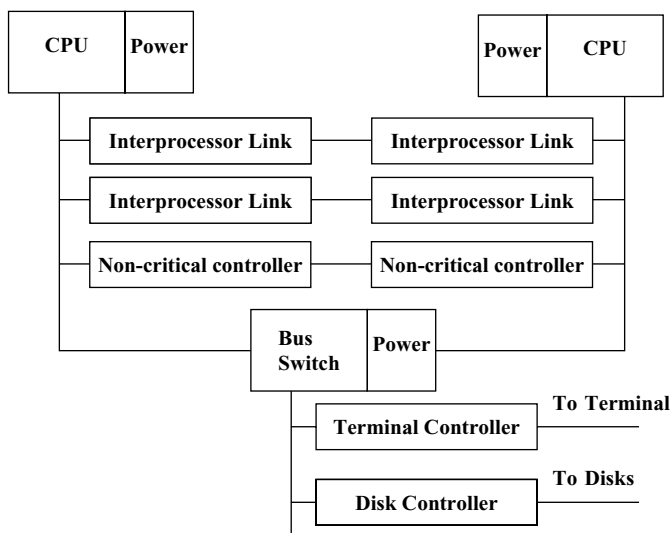 CPU Power
Power CPU
Interprocessor Link
Interprocessor Link
Interprocessor Link
Interprocessor Link
Non-critical controller
Non-critical controller
Bus
Switch
Power
To Terminal
Terminal Controller
To Disks
Disk Controller